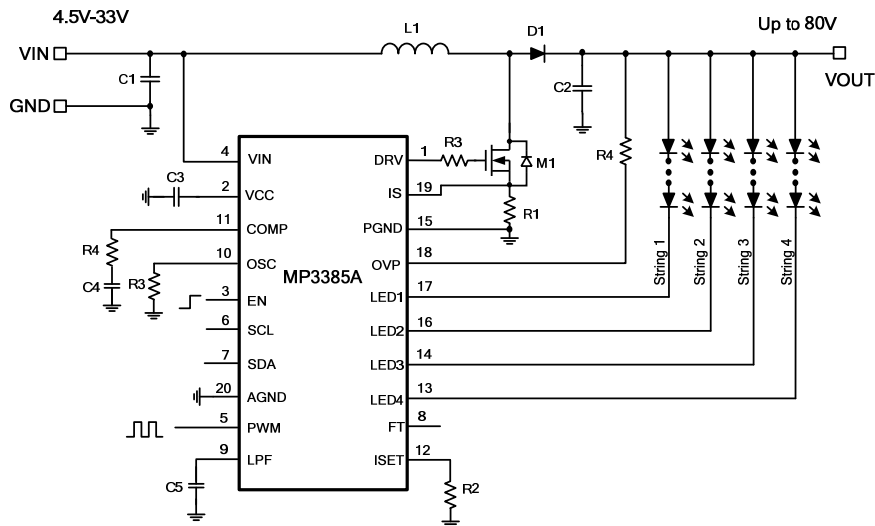 4.5V-33V
L1
D1
Up to 80V
VIN
VOUT
C1
C2
GND
4
VIN
DRV
1
R3
M1
R4
C3
2
VCC
IS
19
R1
11
COMP
PGND
15
R4
10
OSC
OVP
18
C4
R3
MP3385A
String 1
String 2
String 3
String 4
3
EN
LED1
17
6
SCL
LED2
16
7
SDA
LED3
14
20
AGND
LED4
13
5
PWM
FT
8
9
LPF
ISET
12
C5
R2